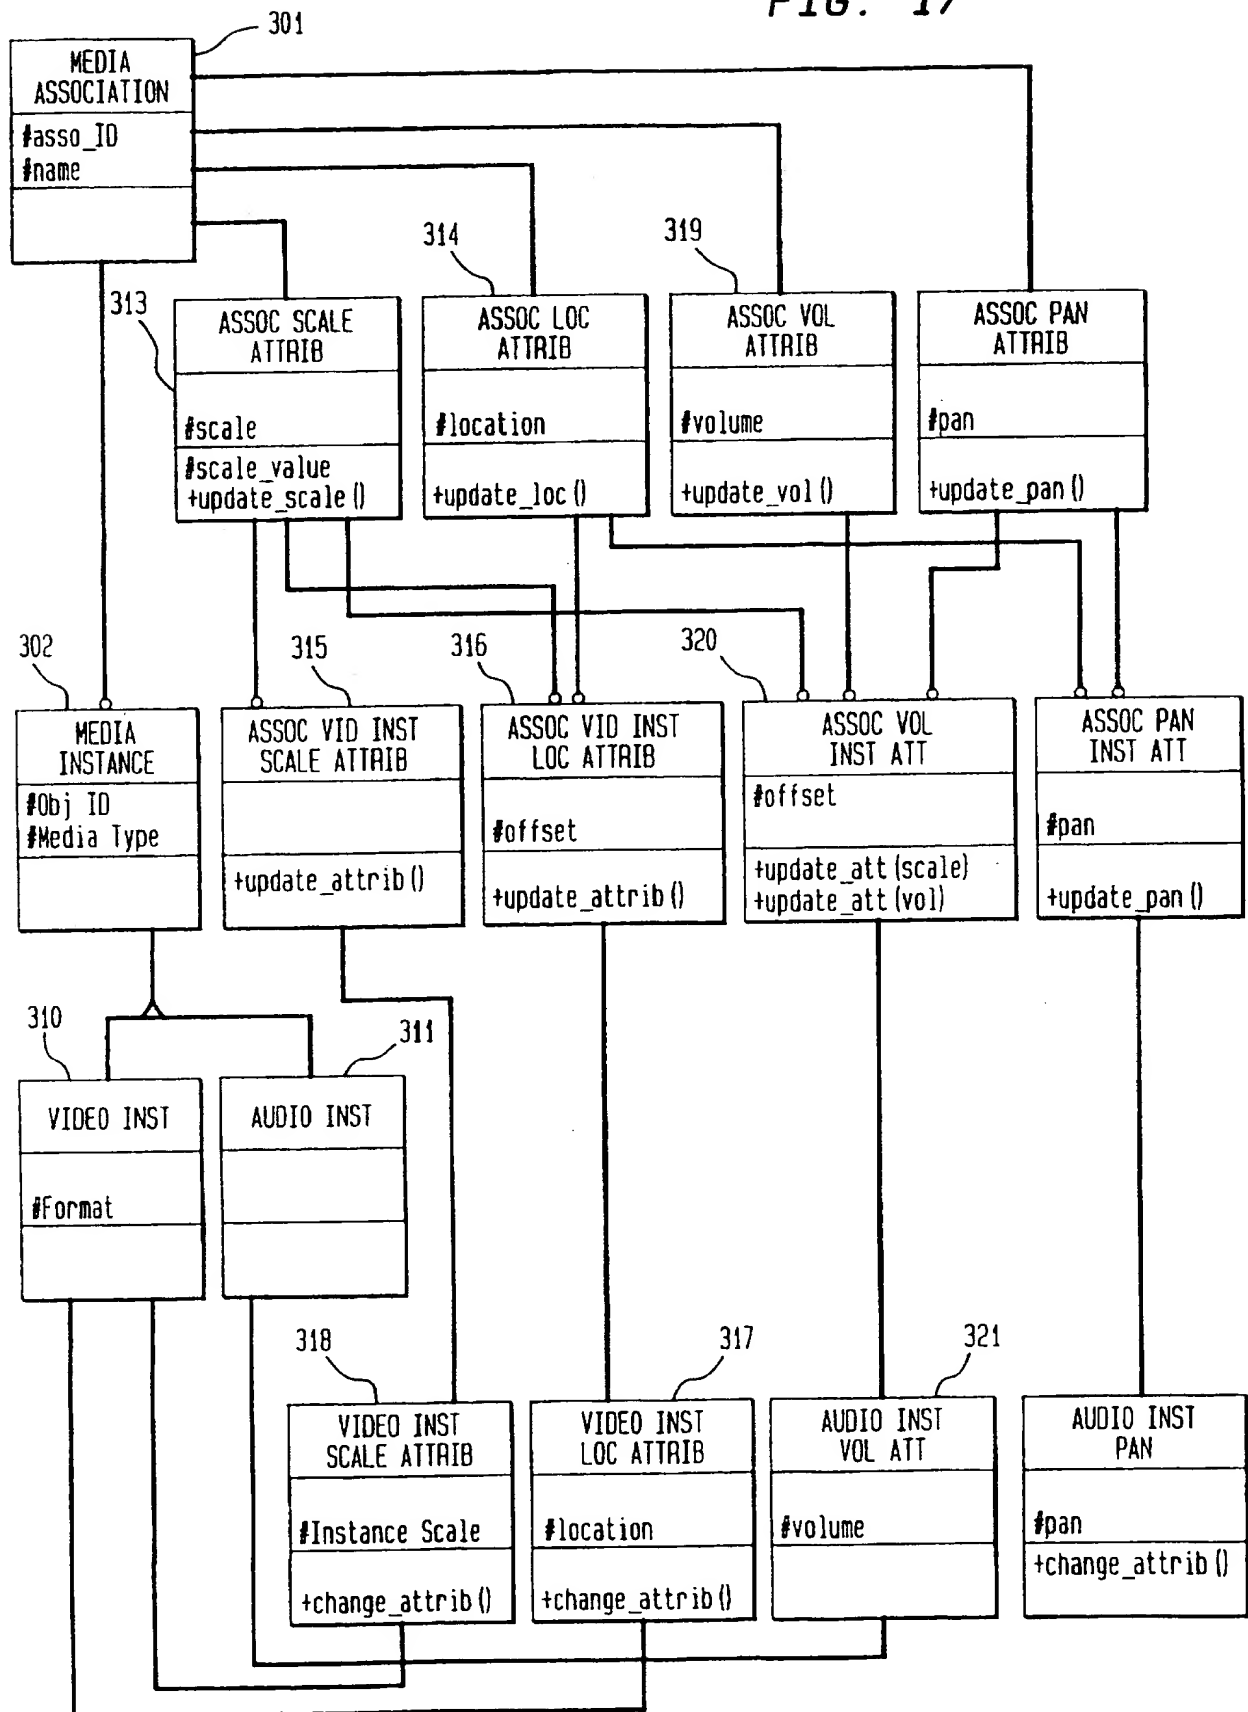 FIG. 17
301
MEDIA
ASSOCIATION
#asso_ID
#name
314
319
313
ASSOC SCALE
ATTRIB
#scale
#scale_value
+update_scale()
ASSOC LOC
ATTRIB
#location
+update_loc()
ASSOC VOL
ATTRIB
#volume
+update_vol()
ASSOC PAN
ATTRIB
#pan
+update_pan()
302
315
316
320
MEDIA
INSTANCE
#Obj ID
#Media Type
ASSOC VID INST
SCALE ATTRIB
+update_attrib()
ASSOC VID INST
LOC ATTRIB
#offset
+update_attrib()
ASSOC VOL
INST ATT
#offset
+update_att(scale)
+update_att(vol)
ASSOC PAN
INST ATT
#pan
+update_pan()
310
311
VIDEO INST
#Format
AUDIO INST
318
317
321
VIDEO INST
SCALE ATTRIB
#Instance Scale
+change_attrib()
VIDEO INST
LOC ATTRIB
#location
+change_attrib()
AUDIO INST
VOL ATT
#volume
AUDIO INST
PAN
#pan
+change_attrib()